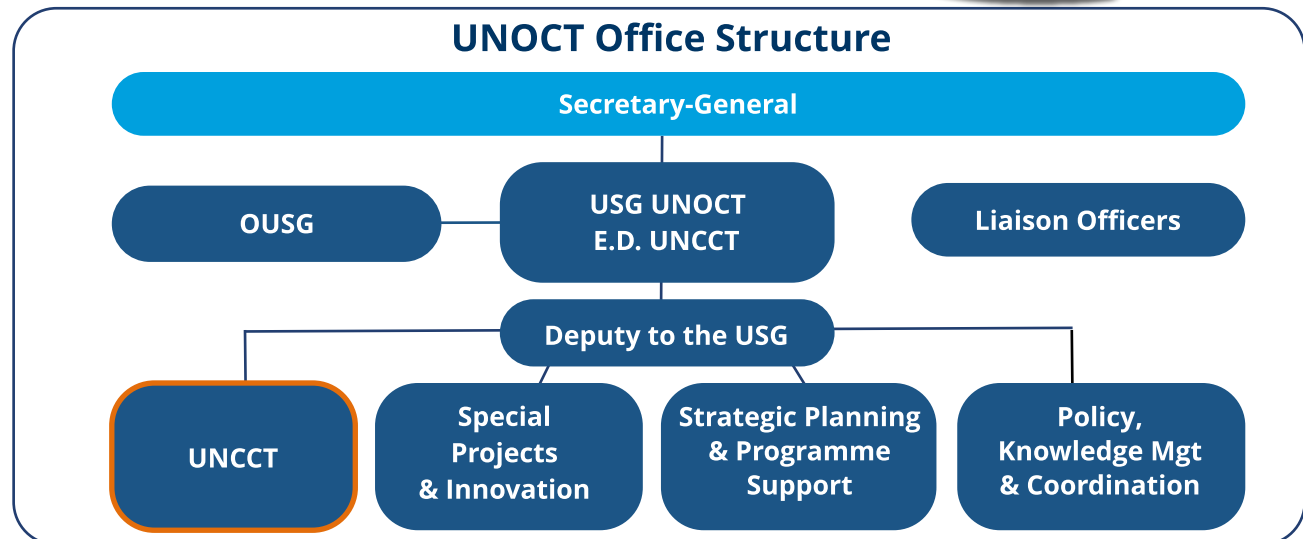 UNOCT Office Structure
Secretary-General
OUSG
USG UNOCT
E.D. UNCCT
Liaison Officers
Deputy to the USG
UNCCT
Special
Projects
& Innovation
Strategic Planning
& Programme
Support
Policy,
Knowledge Mgt
& Coordination